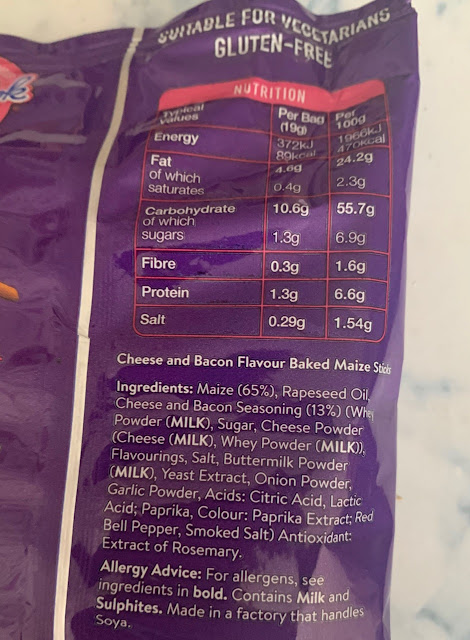 SUITABLE FOR VEGETARIANS
GLUTEN-FREE
NUTRITION
Typical Values Per Bag (19g) Per 100g
Energy 372kJ 89kcal 1966kJ 470kcal
Fat 4.6g 24.2g
of which saturates 0.4g 2.3g
Carbohydrate 10.6g 55.7g
of which sugars 1.3g 6.9g
Fibre 0.3g 1.6g
Protein 1.3g 6.6g
Salt 0.29g 1.54g
Cheese and Bacon Flavour Baked Maize Sticks
Ingredients: Maize (65%), Rapeseed Oil,
Cheese and Bacon Seasoning (13%) (Whey
Powder (MILK), Sugar, Cheese Powder
(Cheese (MILK), Whey Powder (MILK)),
Flavourings, Salt, Buttermilk Powder
(MILK), Yeast Extract, Onion Powder,
Garlic Powder, Acids: Citric Acid, Lactic
Acid; Paprika, Colour: Paprika Extract; Red
Bell Pepper, Smoked Salt) Antioxidant:
Extract of Rosemary.
Allergy Advice: For allergens, see
ingredients in bold. Contains Milk and
Sulphites. Made in a factory that handles
Soya.